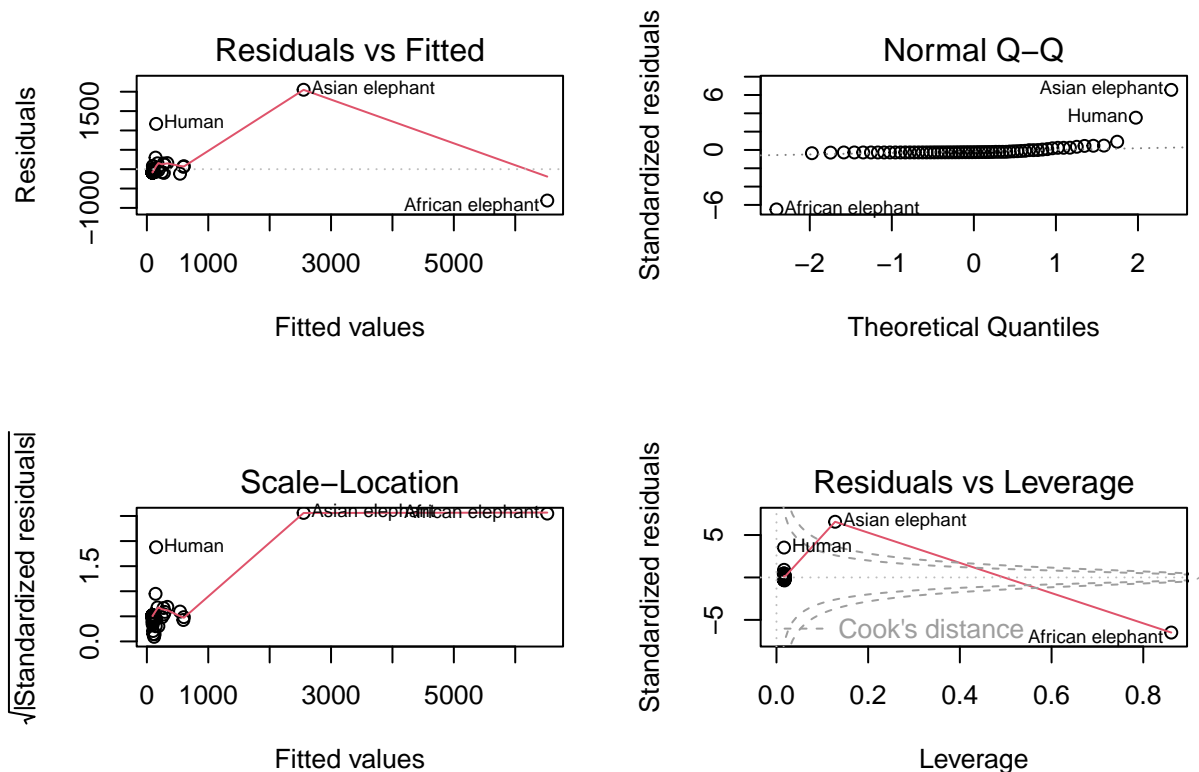 Residuals vs Fitted
Residuals
−1000
1500
Asian elephant
Human
African elephant
0 1000 3000 5000
Fitted values
Normal Q−Q
Standardized residuals
−6 0 6
Asian elephant
Human
African elephant
−2 −1 0 1 2
Theoretical Quantiles
Scale−Location
√|Standardized residuals|
0.0 1.5
Asian elephant
African elephant
Human
0 1000 3000 5000
Fitted values
Residuals vs Leverage
Standardized residuals
−5 5
Asian elephant
Human
Cook's distance
African elephant
0.0 0.2 0.4 0.6 0.8
Leverage